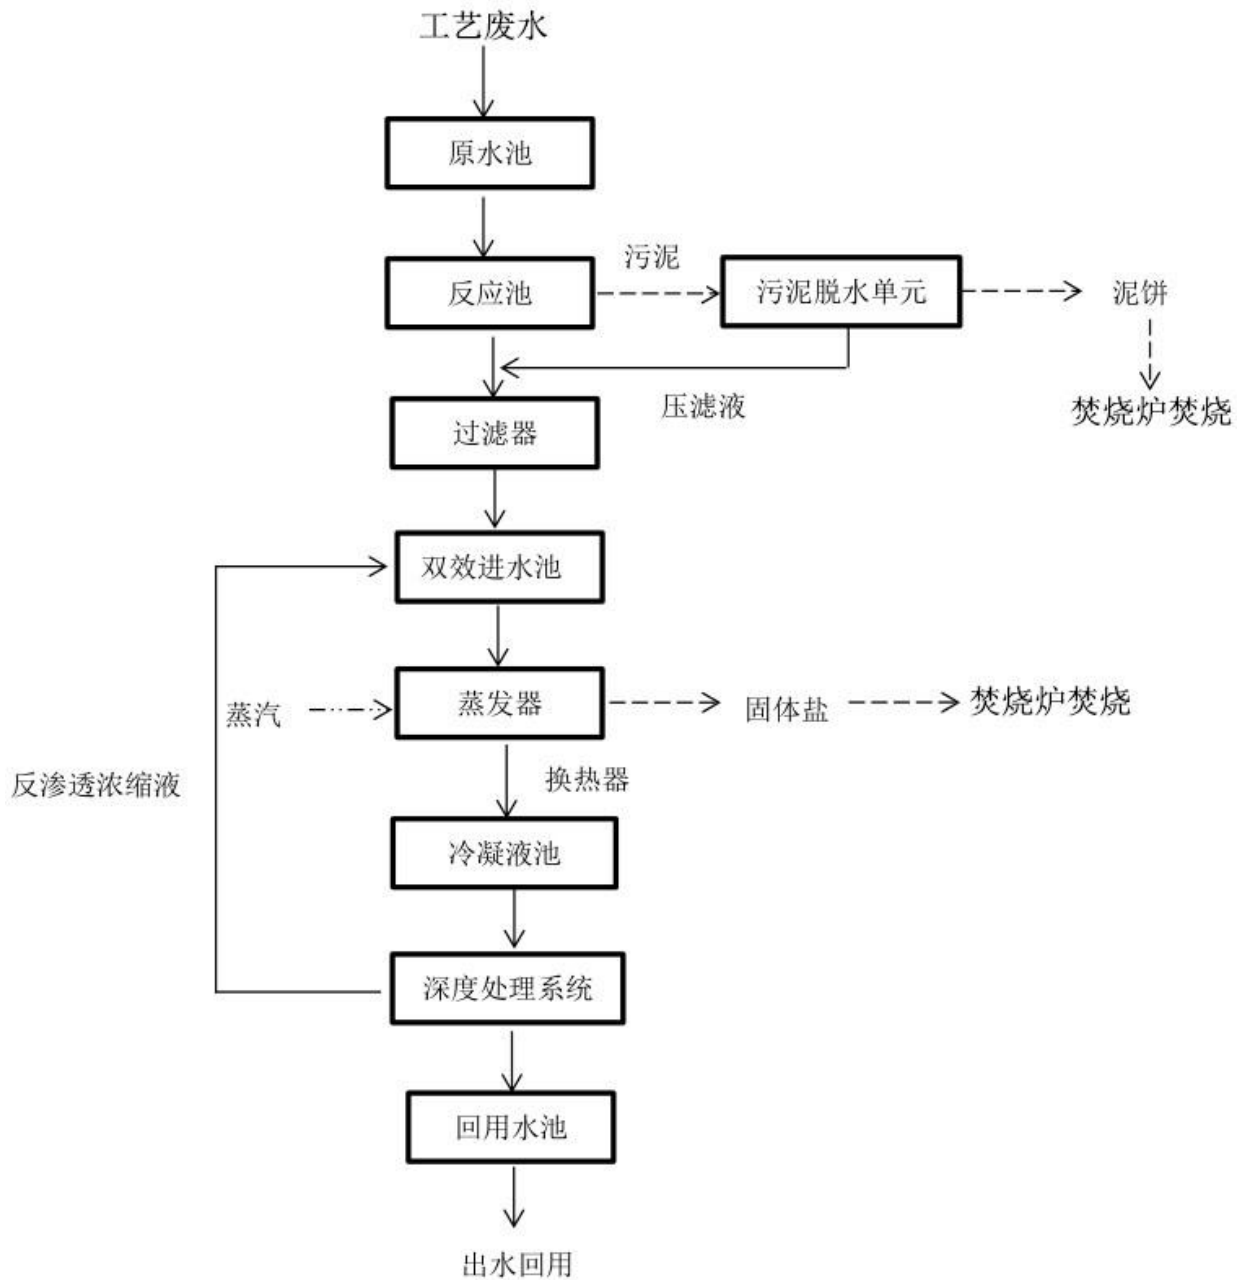 工艺废水
原水池
污泥
反应池
污泥脱水单元
泥饼
压滤液
焚烧炉焚烧
过滤器
双效进水池
蒸汽
蒸发器
固体盐
焚烧炉焚烧
反渗透浓缩液
换热器
冷凝液池
深度处理系统
回用水池
出水回用